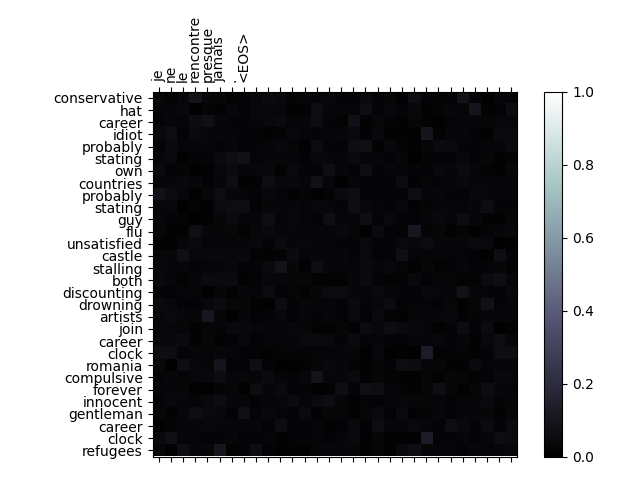 je
ne
le
rencontre
presque
jamais
.
<EOS>
conservative
hat
career
idiot
probably
stating
own
countries
probably
stating
guy
flu
unsatisfied
castle
stalling
both
discounting
drowning
artists
join
career
clock
romania
compulsive
forever
innocent
gentleman
career
clock
refugees
1.0
0.8
0.6
0.4
0.2
0.0